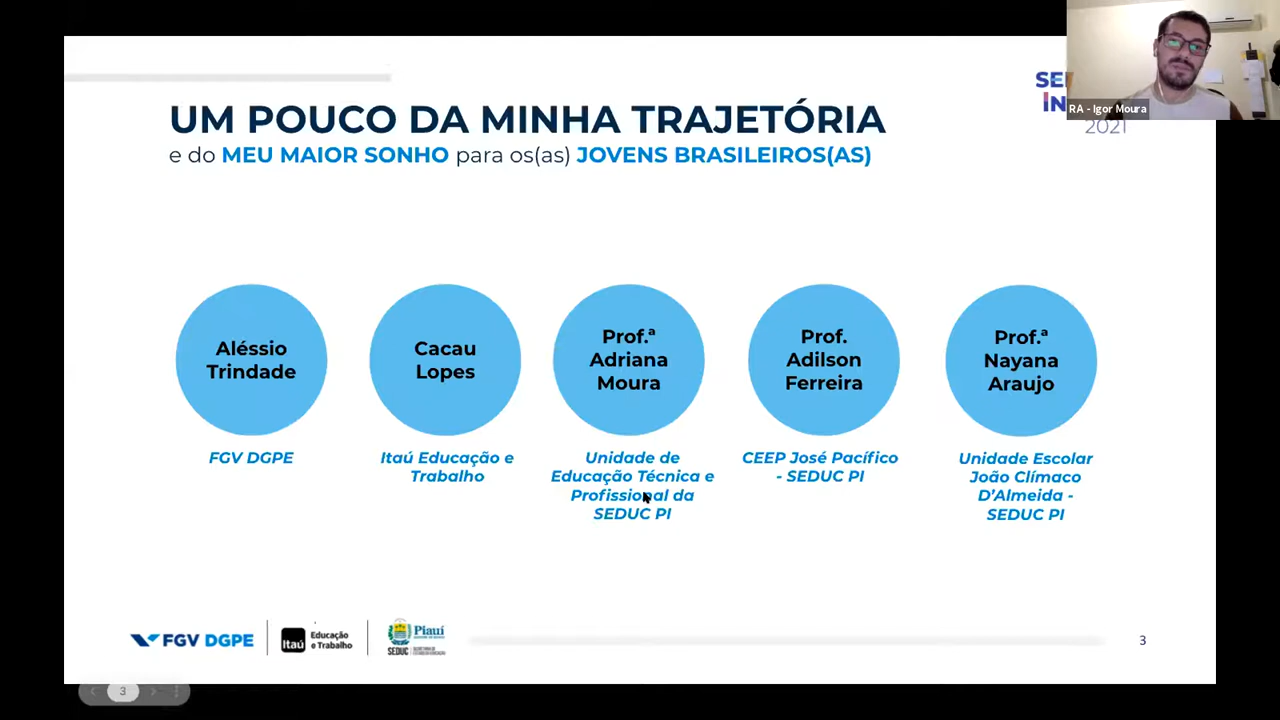 UM POUCO DA MINHA TRAJETÓRIA
e do MEU MAIOR SONHO para os(as) JOVENS BRASILEIROS(AS)
RA - Igor Moura
2021
Aléssio
Trindade
FGV DGPE
Cacau
Lopes
Itaú Educação e
Trabalho
Prof.ª
Adriana
Moura
Unidade de
Educação Técnica e
Profissional da
SEDUC PI
Prof.
Adilson
Ferreira
CEEP José Pacífico
- SEDUC PI
Prof.ª
Nayana
Araujo
Unidade Escolar
João Clímaco
D'Almeida -
SEDUC PI
FGV DGPE
Itaú
Educação
e Trabalho
Piauí
SEDUC
3
3